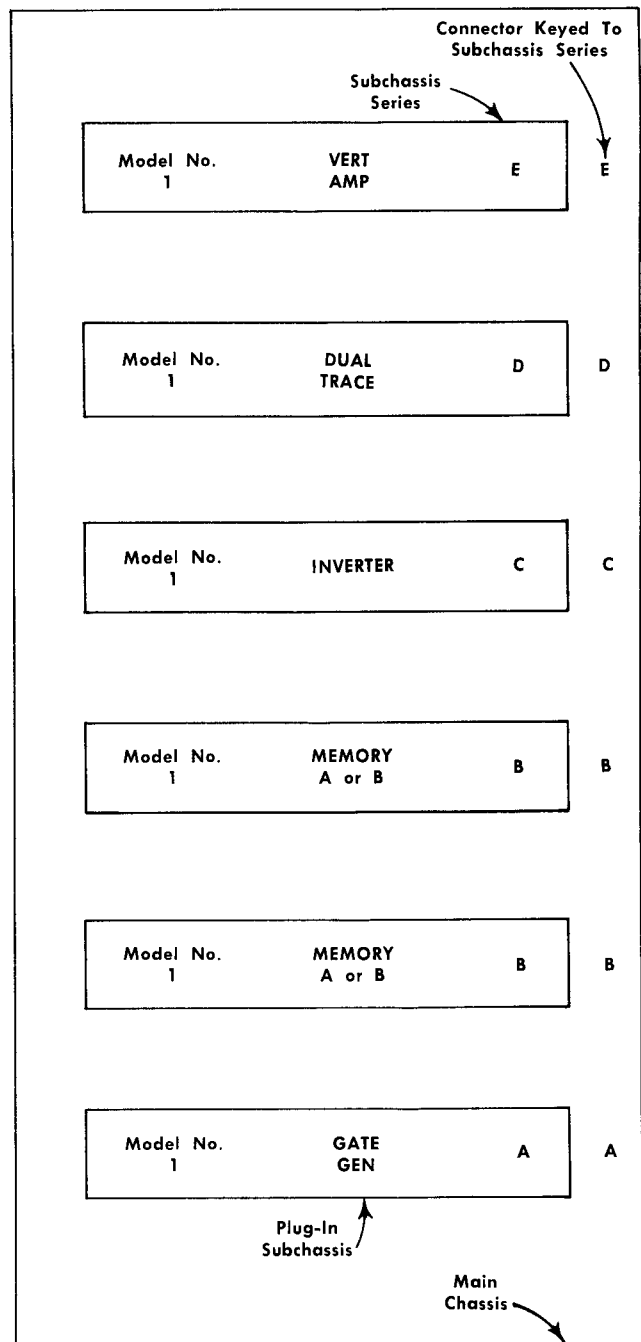 Connector Keyed To
Subchassis Series
Subchassis
Series
Model No.
1
VERT
AMP
E
E
Model No.
1
DUAL
TRACE
D
D
Model No.
1
INVERTER
C
C
Model No.
1
MEMORY
A or B
B
B
Model No.
1
MEMORY
A or B
B
B
Model No.
1
GATE
GEN
A
A
Plug-In
Subchassis
Main
Chassis